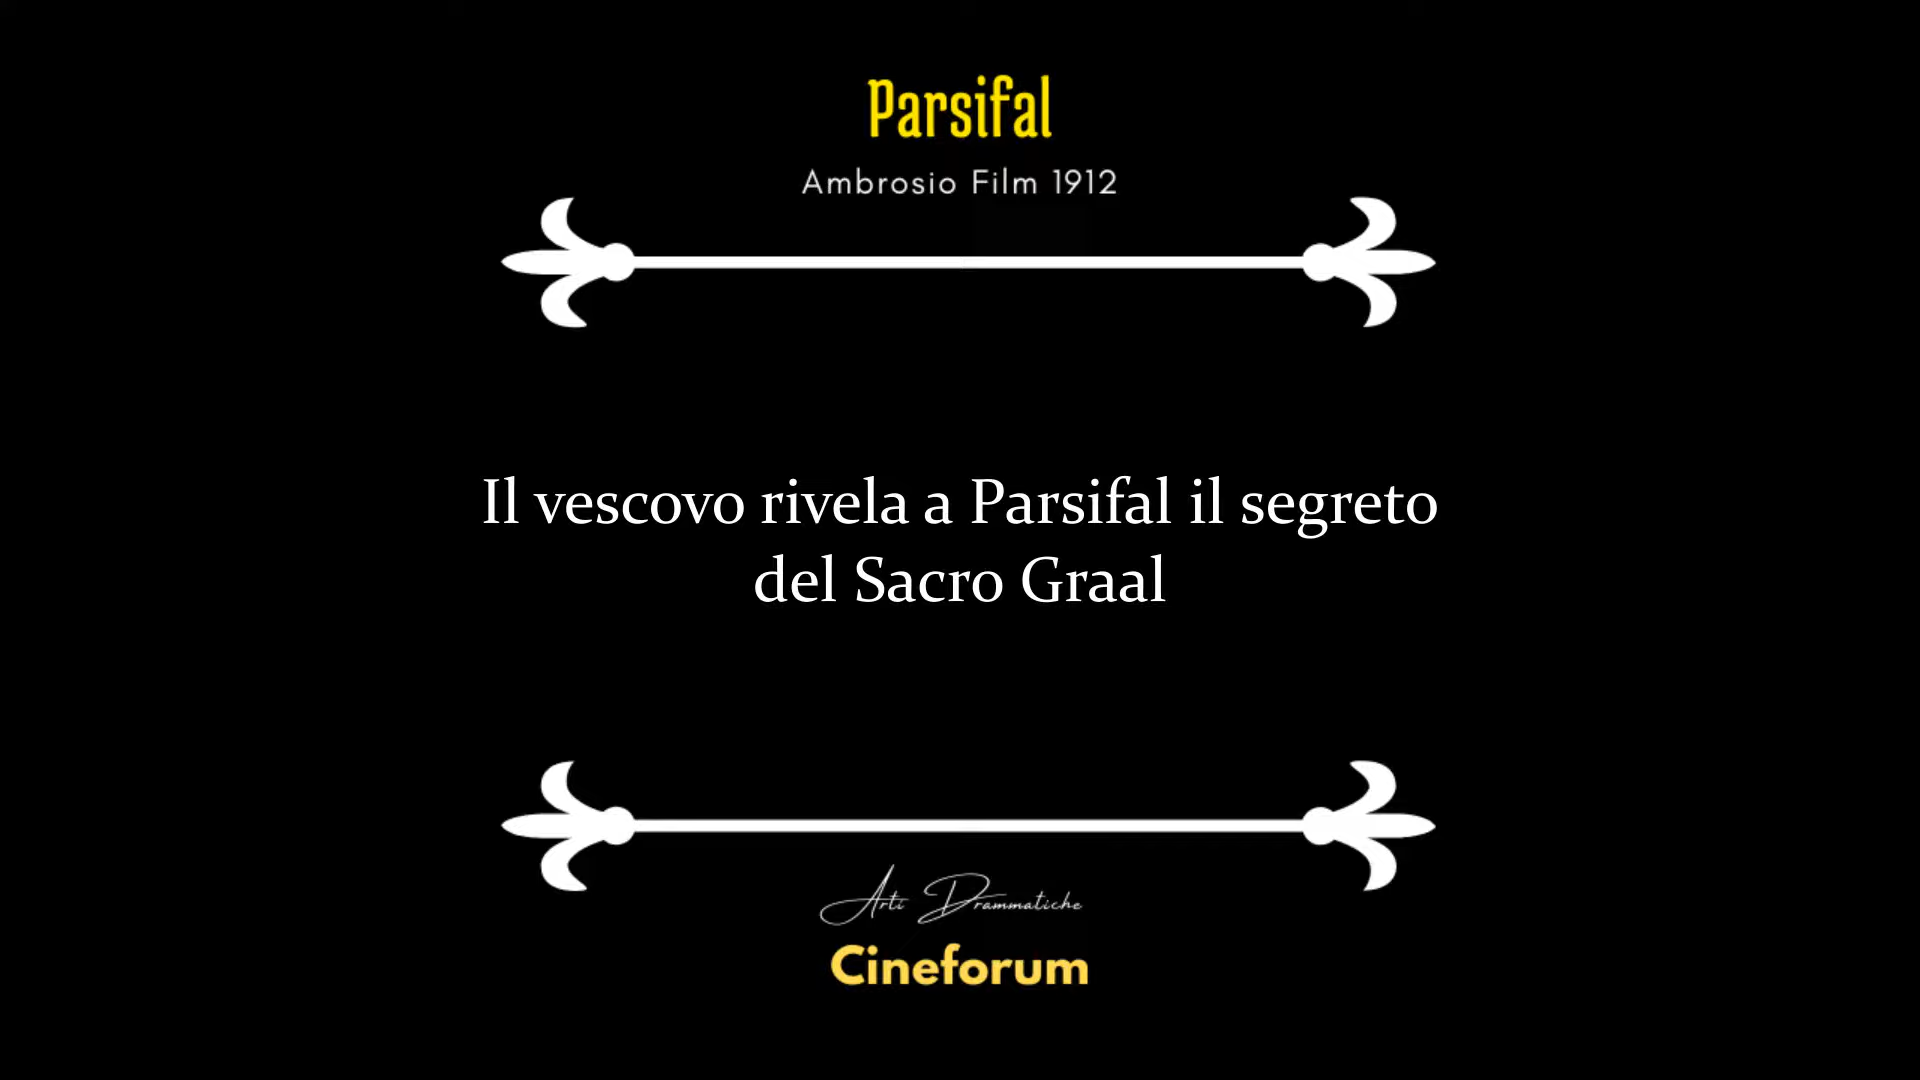 Parsifal
Ambrosio Film 1912
Il vescovo rivela a Parsifal il segreto
del Sacro Graal
Arti Drammatiche
Cineforum